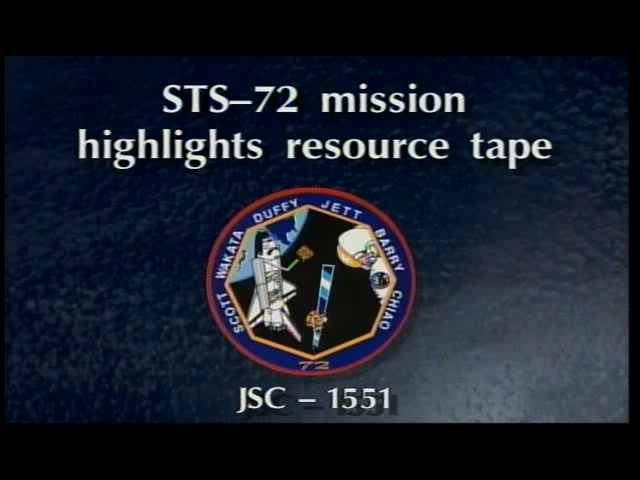 STS–72 mission
highlights resource tape
SCOTT WAKATA DUFFY JETT BARRY CHIAO
72
JSC – 1551